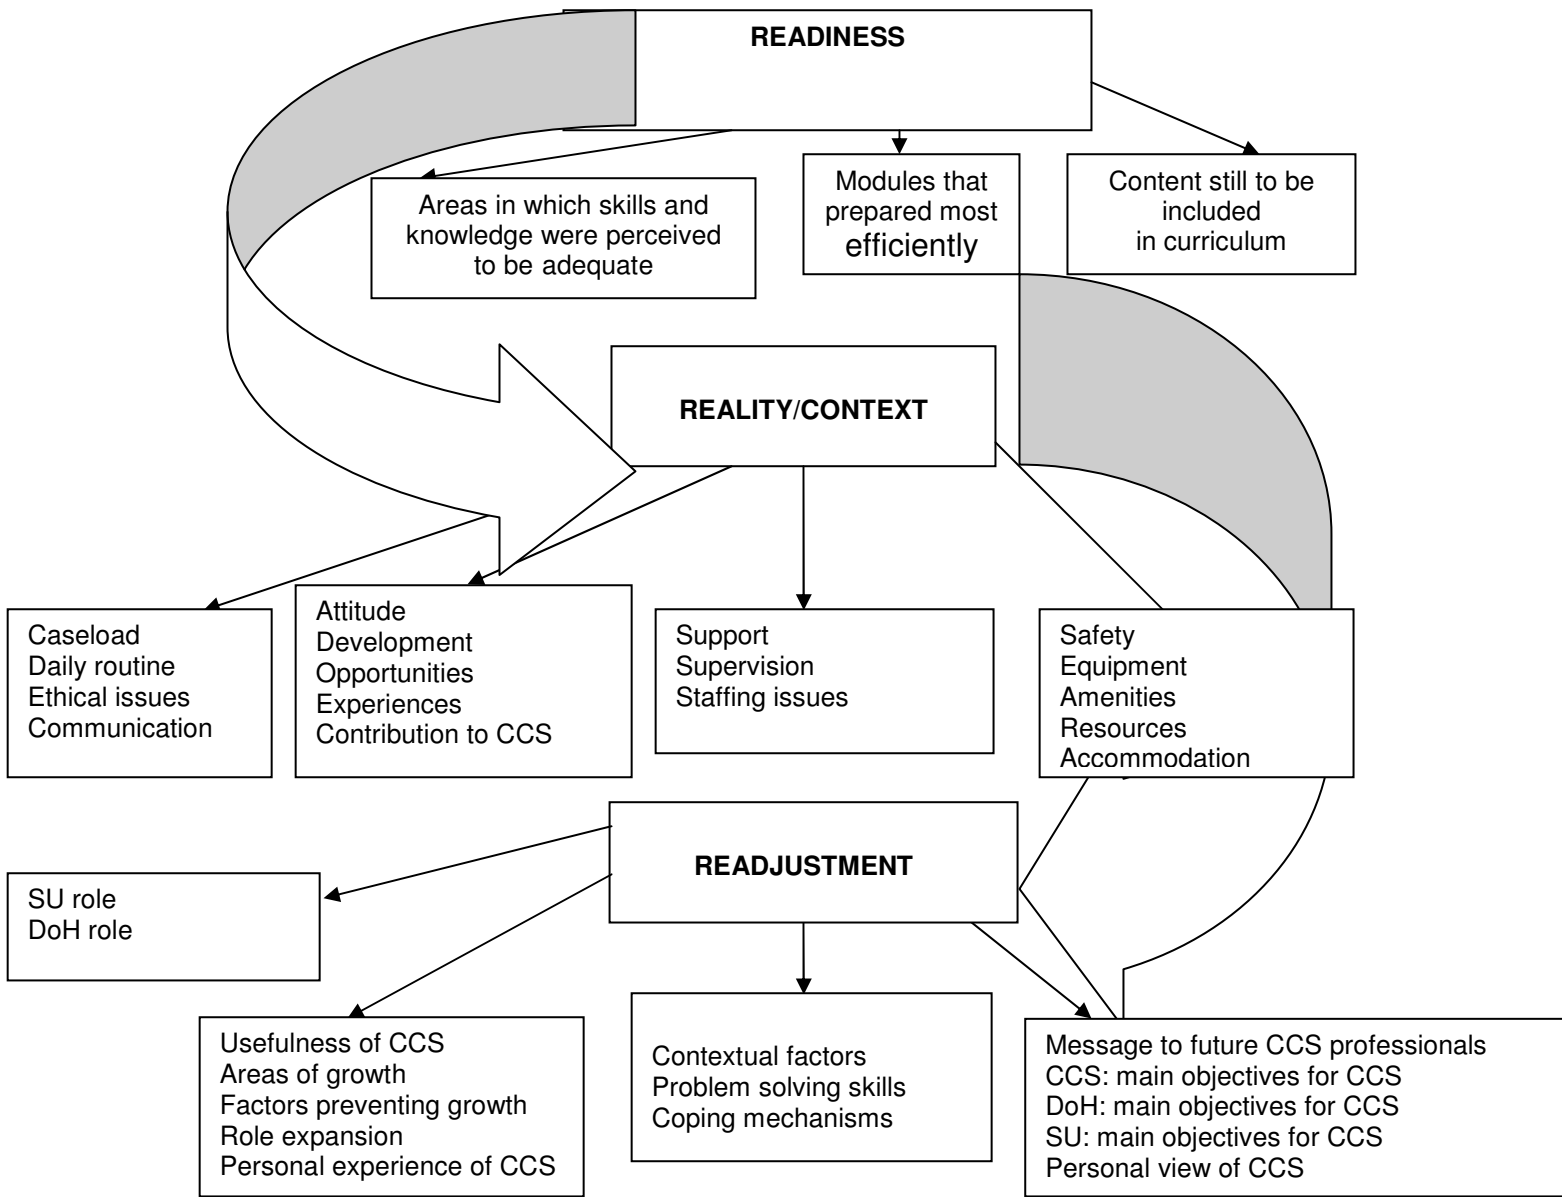 READINESS
Areas in which skills and
knowledge were perceived
to be adequate
Modules that
prepared most
efficiently
Content still to be
included
in curriculum
REALITY/CONTEXT
Caseload
Daily routine
Ethical issues
Communication
Attitude
Development
Opportunities
Experiences
Contribution to CCS
Support
Supervision
Staffing issues
Safety
Equipment
Amenities
Resources
Accommodation
READJUSTMENT
SU role
DoH role
Usefulness of CCS
Areas of growth
Factors preventing growth
Role expansion
Personal experience of CCS
Contextual factors
Problem solving skills
Coping mechanisms
Message to future CCS professionals
CCS: main objectives for CCS
DoH: main objectives for CCS
SU: main objectives for CCS
Personal view of CCS